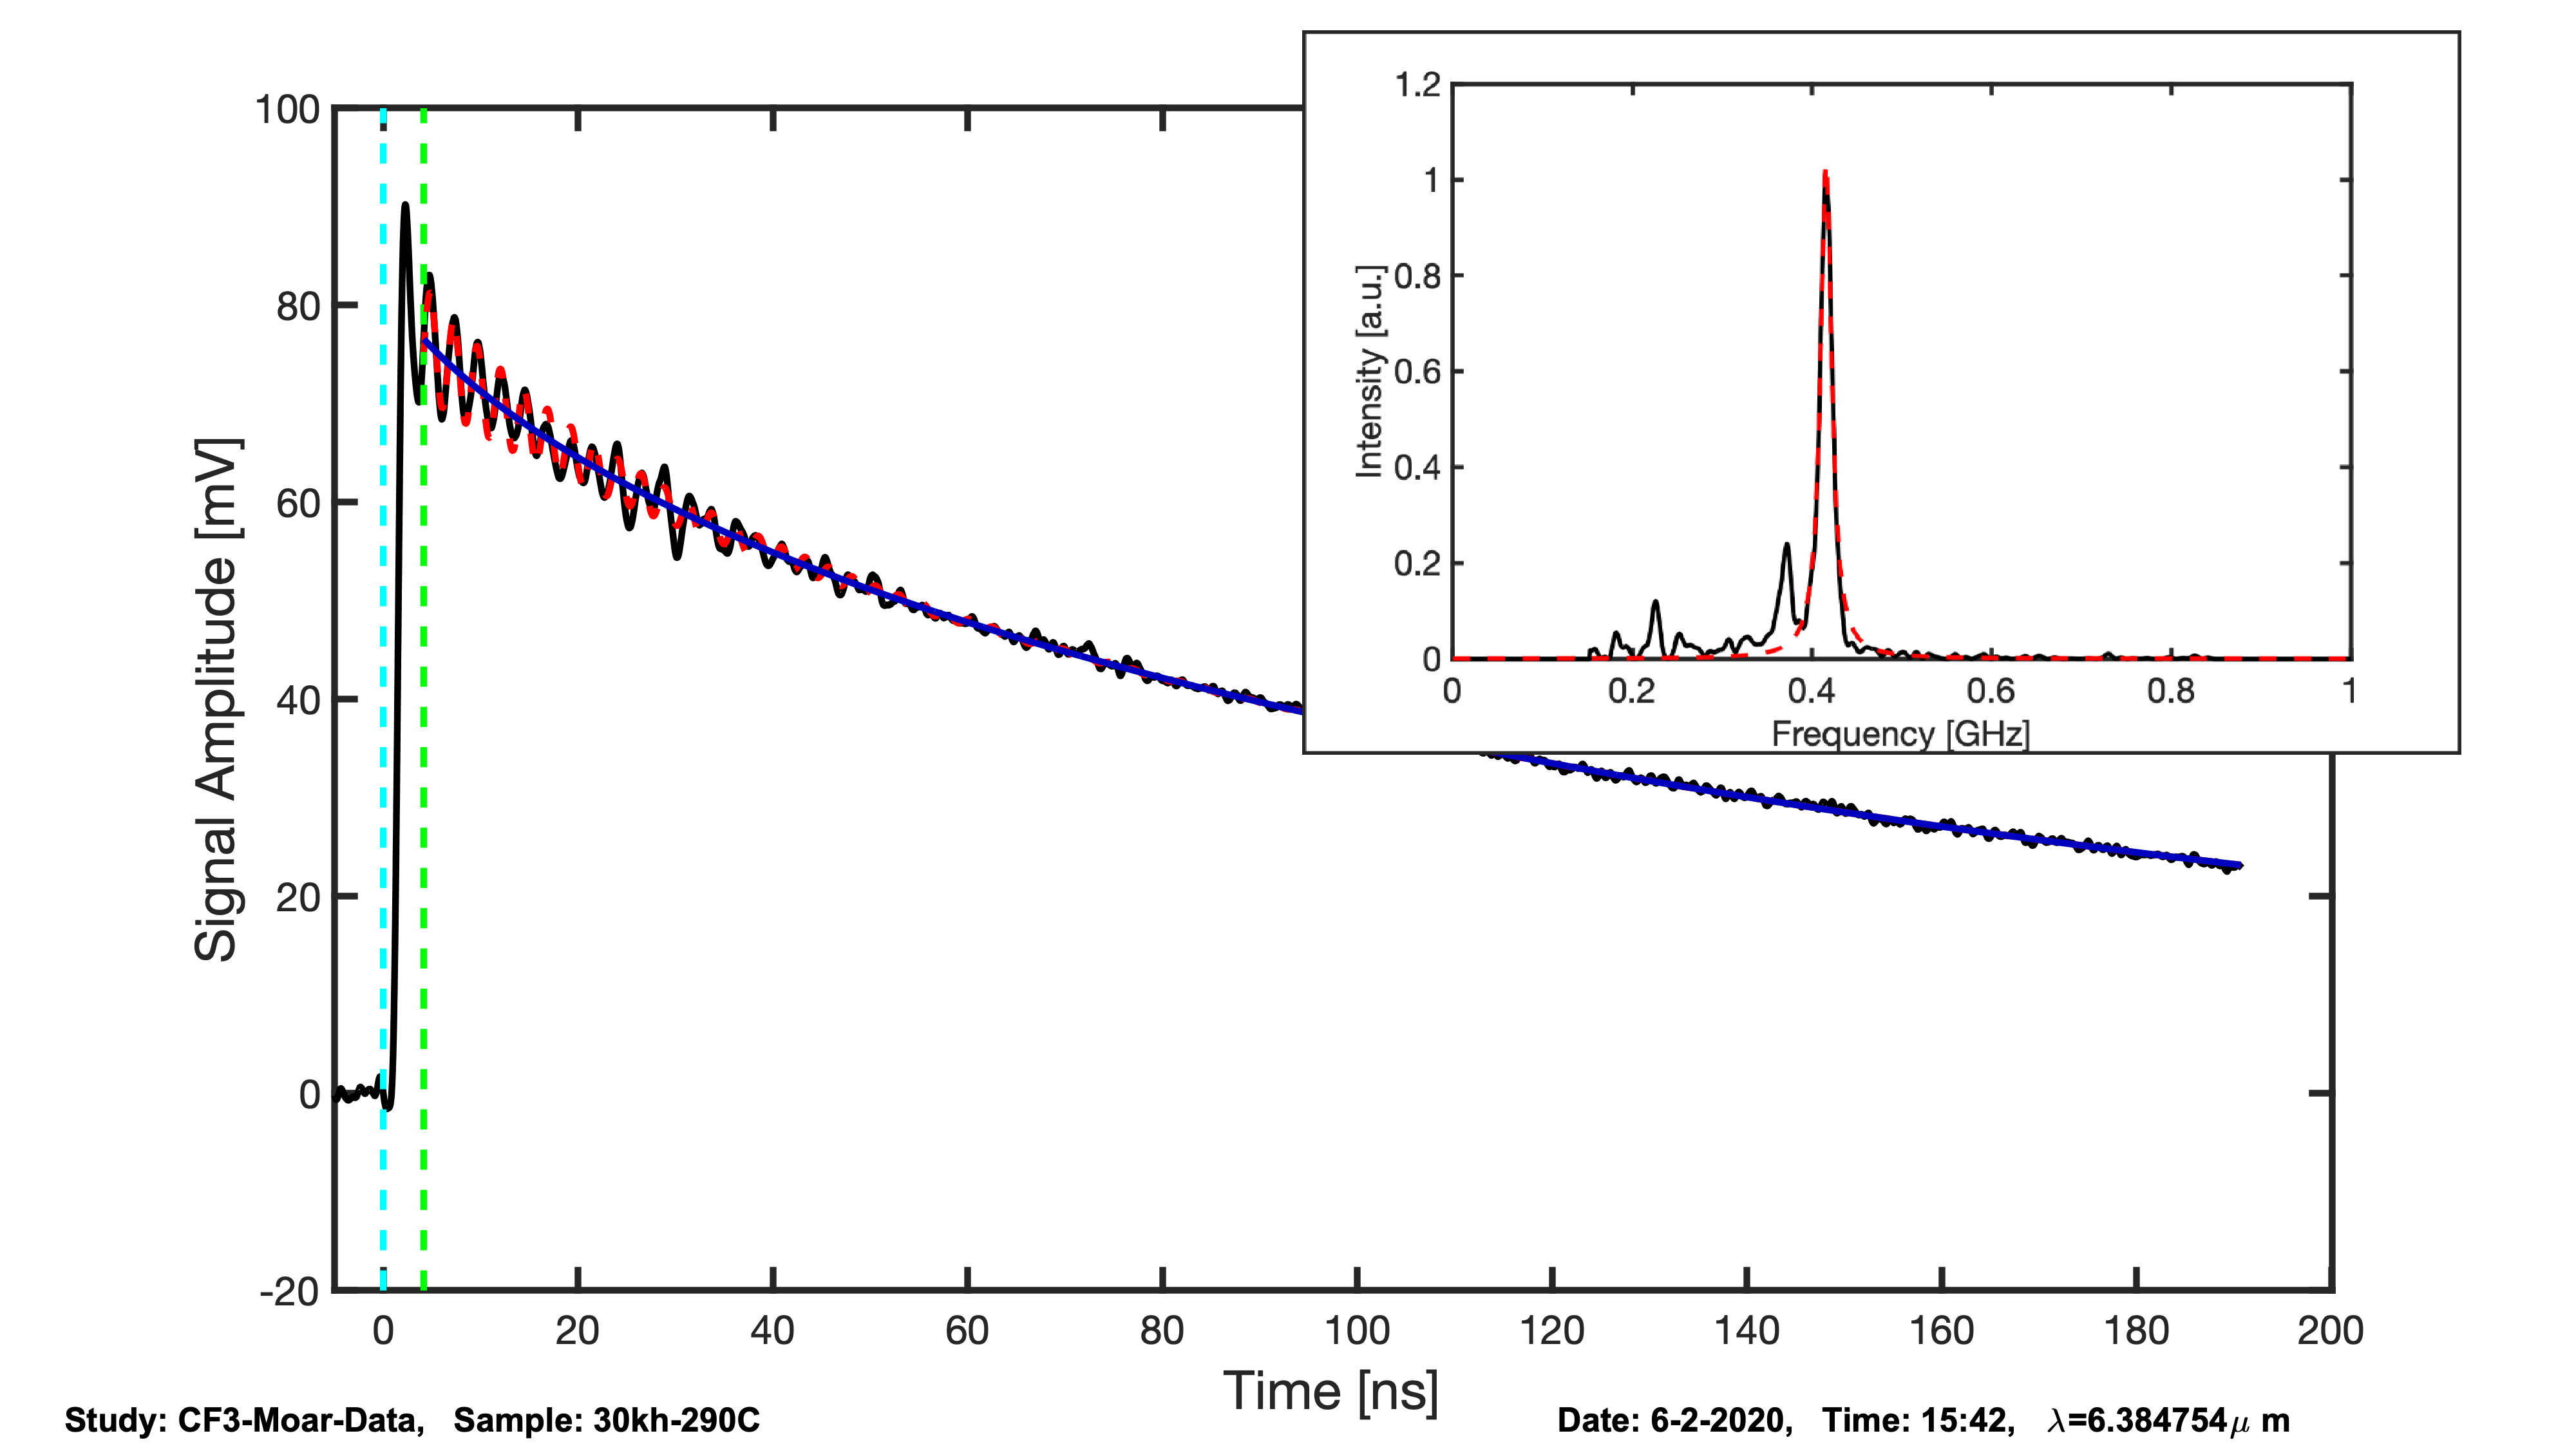 1.2
1
0.8
0.6
0.4
0.2
0
0 0.2 0.4 0.6 0.8 1
Intensity [a.u.]
Frequency [GHz]
100
80
60
40
20
0
-20
Signal Amplitude [mV]
0 20 40 60 80 100 120 140 160 180 200
Time [ns]
Study: CF3-Moar-Data, Sample: 30kh-290C
Date: 6-2-2020, Time: 15:42, λ=6.384754μ m